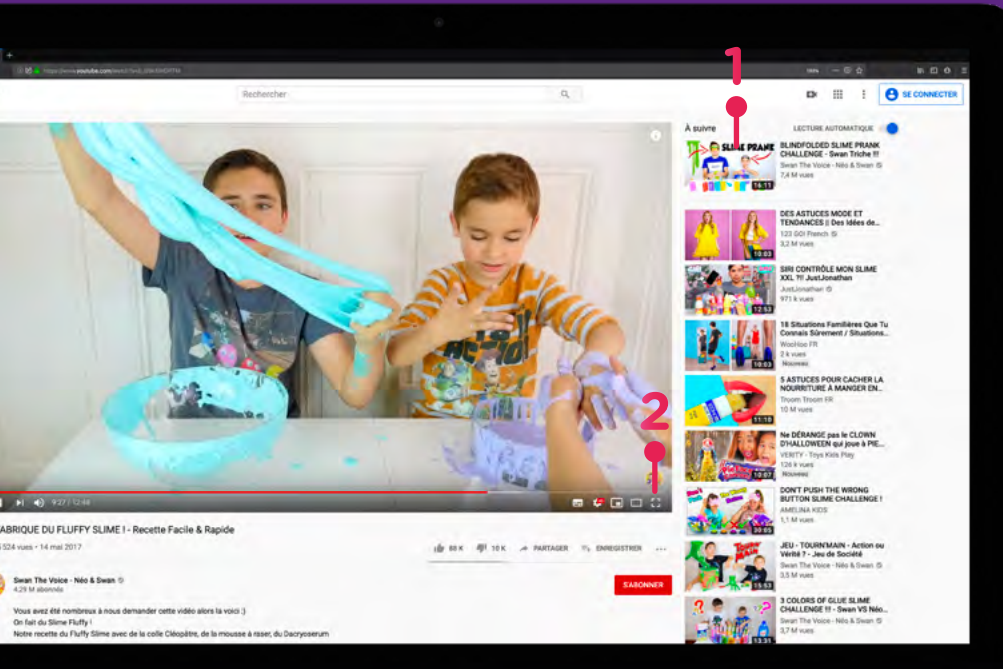 1
Rechercher
SE CONNECTER
À suivre
LECTURE AUTOMATIQUE
SLIME PRANK
16:11
BLINDFOLDED SLIME PRANK
CHALLENGE - Swan Triche !!!
Swan The Voice - Néo & Swan
7,4 M vues
10:03
DES ASTUCES MODE ET
TENDANCES || Des Idées de...
123 GO! French
3,2 M vues
12:53
SIRI CONTRÔLE MON SLIME
XXL ?!! JustJonathan
JustJonathan
971 k vues
10:03
18 Situations Familières Que Tu
Connais Sûrement / Situations...
WooHoo FR
2 k vues
Nouveau
11:10
5 ASTUCES POUR CACHER LA
NOURRITURE À MANGER EN...
Troom Troom FR
10 M vues
10:07
Ne DÉRANGE pas le CLOWN
D'HALLOWEEN qui joue à PIE...
VERITY - Toys Kids Play
126 k vues
Nouveau
30:05
DON'T PUSH THE WRONG
BUTTON SLIME CHALLENGE !
AMELINA KIDS
1,1 M vues
15:53
JEU - TOURN'MAIN - Action ou
Vérité ? - Jeu de Société
Swan The Voice - Néo & Swan
3,5 M vues
13:31
3 COLORS OF GLUE SLIME
CHALLENGE !!! - Swan VS Néo...
Swan The Voice - Néo & Swan
3,7 M vues
2
9:27 / 12:48
ABRIQUE DU FLUFFY SLIME ! - Recette Facile & Rapide
524 vues • 14 mai 2017
88 K
10 K
PARTAGER
ENREGISTRER
Swan The Voice - Néo & Swan
4,29 M abonnés
S'ABONNER
Vous avez été nombreux à nous demander cette vidéo alors la voici :)
On fait du Slime Fluffy !
Notre recette du Fluffy Slime avec de la colle Cléopâtre, de la mousse à raser, du Dacryoserum